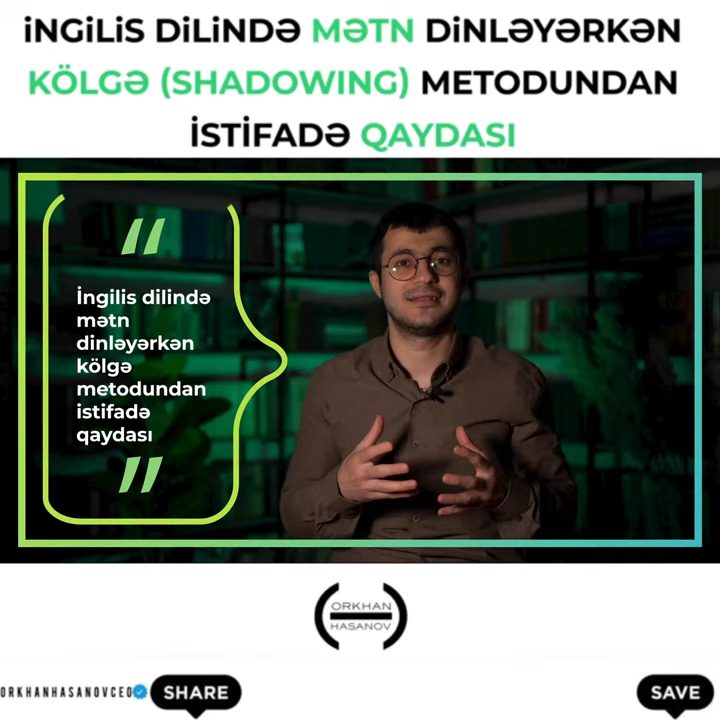 İNGİLİS DİLİNDƏ MƏTN DİNLƏYƏRKƏN
KÖLGƏ (SHADOWING) METODUNDAN
İSTİFADƏ QAYDASI
"
İngilis dilində
mətn
dinləyərkən
kölgə
metodundan
istifadə
qaydası
"
ORKHAN
HASANOV
ORKHANHASANOVCEO
SHARE
SAVE